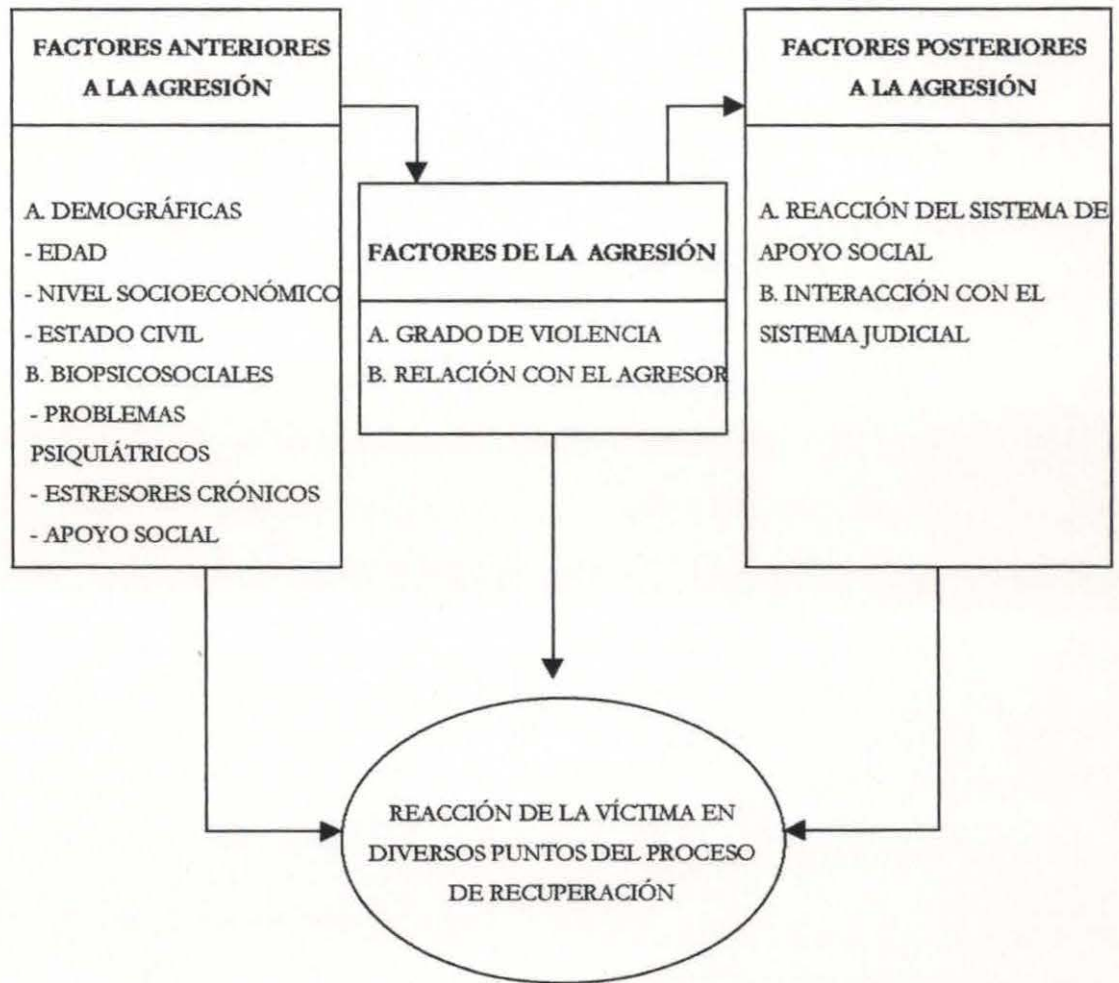 FACTORES ANTERIORES
A LA AGRESIÓN
A. DEMOGRÁFICAS
- EDAD
- NIVEL SOCIOECONÓMICO
- ESTADO CIVIL
B. BIOPSICOSOCIALES
- PROBLEMAS
PSIQUIÁTRICOS
- ESTRESORES CRÓNICOS
- APOYO SOCIAL
FACTORES DE LA AGRESIÓN
A. GRADO DE VIOLENCIA
B. RELACIÓN CON EL AGRESOR
FACTORES POSTERIORES
A LA AGRESIÓN
A. REACCIÓN DEL SISTEMA DE
APOYO SOCIAL
B. INTERACCIÓN CON EL
SISTEMA JUDICIAL
REACCIÓN DE LA VÍCTIMA EN
DIVERSOS PUNTOS DEL PROCESO
DE RECUPERACIÓN